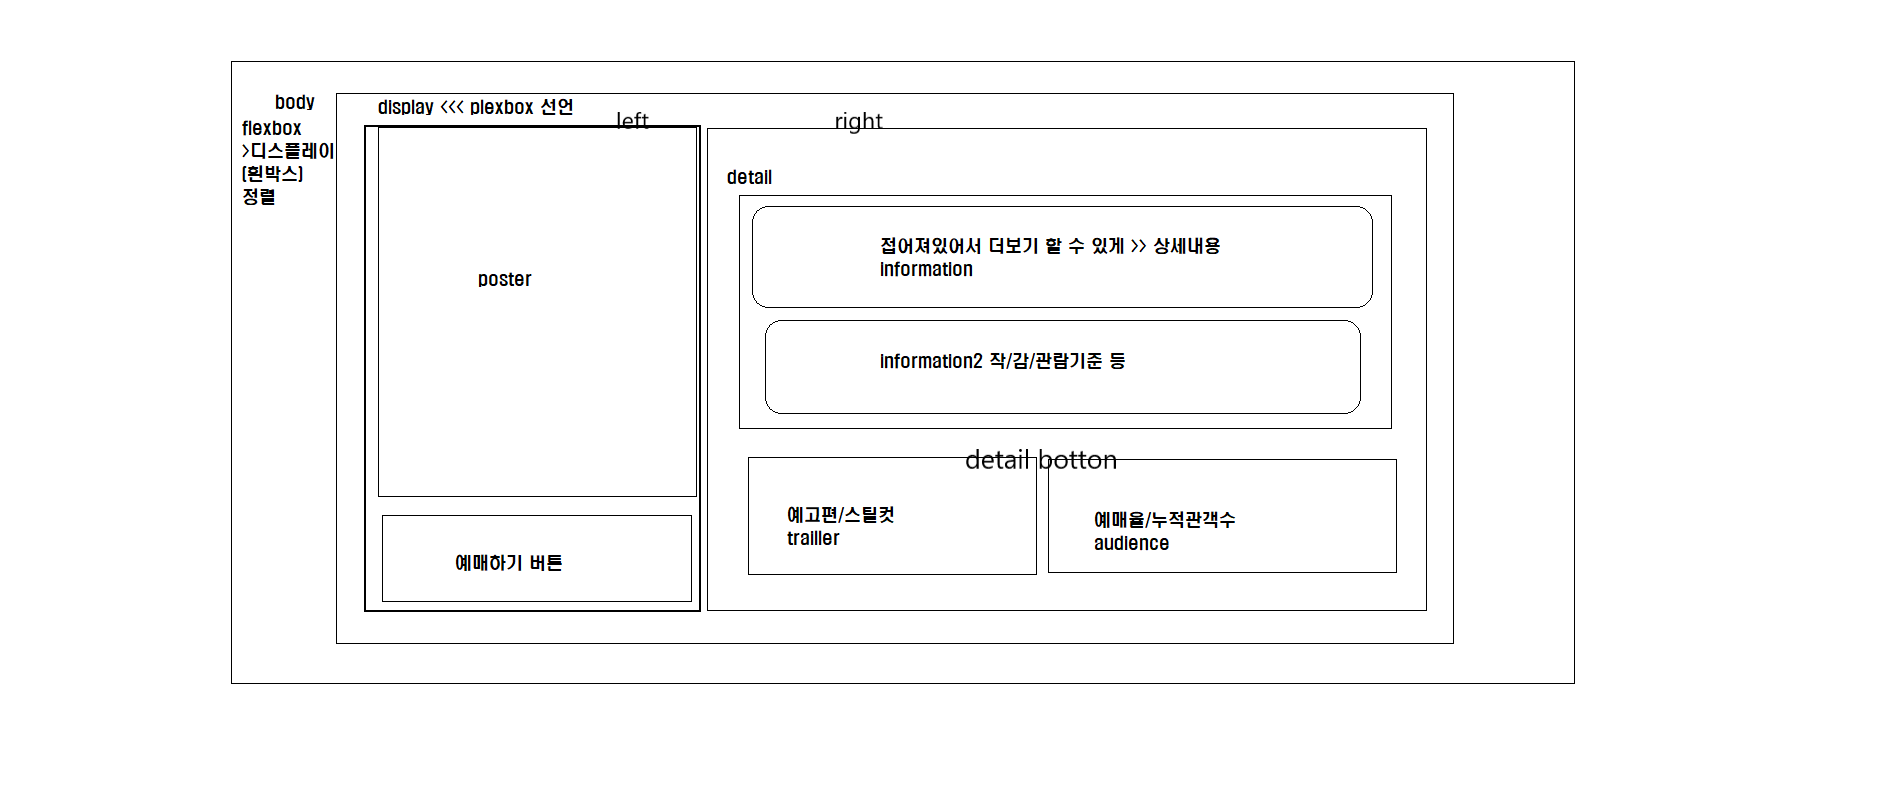 body
flexbox
>디스플레이
(흰박스)
정렬
display <<< plexbox 선언
left
right
poster
예매하기 버튼
detail
접어져있어서 더보기 할 수 있게 >> 상세내용
information
information2 작/감/관람기준 등
detail botton
예고편/스틸컷
trailler
예매율/누적관객수
audience